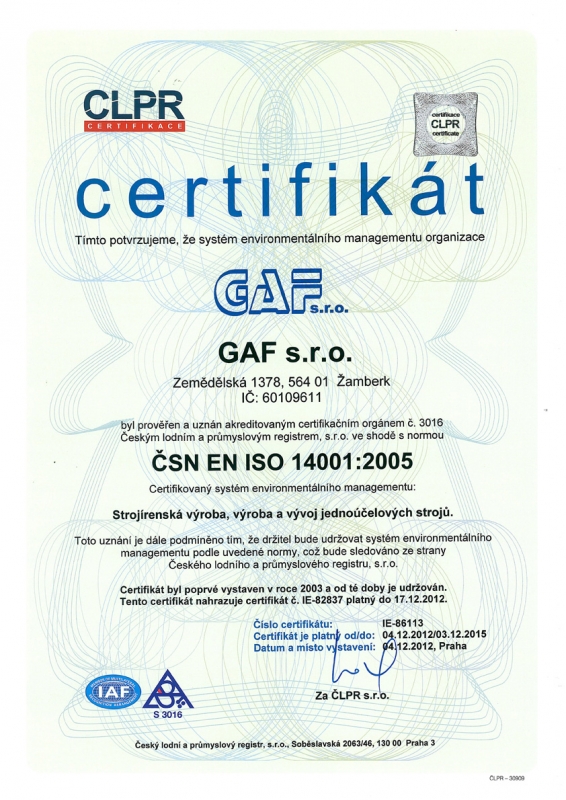 CLPR
CERTIFIKACE
certifikace
CLPR
certificate
certifikát
Tímto potvrzujeme, že systém environmentálního managementu organizace
GAF s.r.o.
GAF s.r.o.
Zemědělská 1378, 564 01 Žamberk
IČ: 60109611
byl prověřen a uznán akreditovaným certifikačním orgánem č. 3016
Českým lodním a průmyslovým registrem, s.r.o. ve shodě s normou
ČSN EN ISO 14001:2005
Certifikovaný systém environmentálního managementu:
Strojírenská výroba, výroba a vývoj jednoúčelových strojů.
Toto uznání je dále podmíněno tím, že držitel bude udržovat systém environmentálního
managementu podle uvedené normy, což bude sledováno ze strany
Českého lodního a průmyslového registru, s.r.o.
Certifikát byl poprvé vystaven v roce 2003 a od té doby je udržován.
Tento certifikát nahrazuje certifikát č. IE-82837 platný do 17.12.2012.
Číslo certifikátu: IE-86113
Certifikát je platný od/do: 04.12.2012/03.12.2015
Datum a místo vystavení: 04.12.2012, Praha
Za ČLPR s.r.o.
IAF
S 3016
Český lodní a průmyslový registr, s.r.o., Soběslavská 2063/46, 130 00 Praha 3
ČLPR – 30909